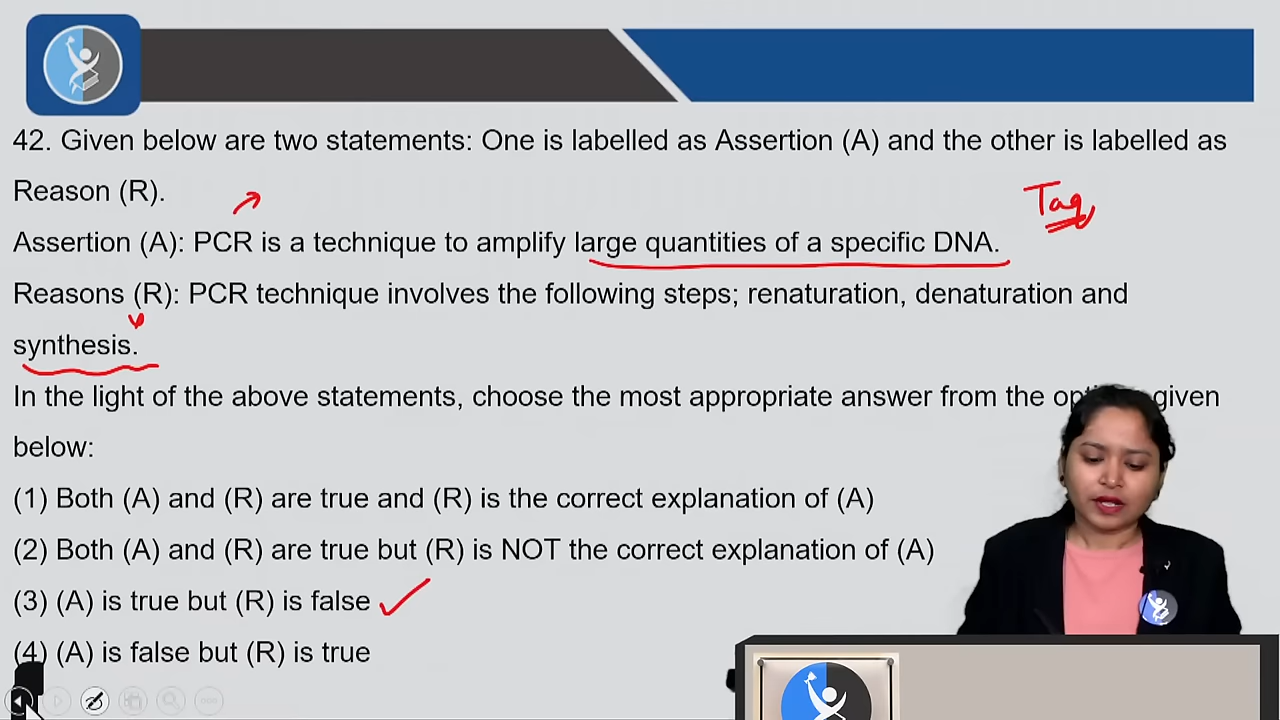 42. Given below are two statements: One is labelled as Assertion (A) and the other is labelled as
Reason (R).
Taq
Assertion (A): PCR is a technique to amplify large quantities of a specific DNA.
Reasons (R): PCR technique involves the following steps; renaturation, denaturation and
synthesis.
In the light of the above statements, choose the most appropriate answer from the given
below:
(1) Both (A) and (R) are true and (R) is the correct explanation of (A)
(2) Both (A) and (R) are true but (R) is NOT the correct explanation of (A)
(3) (A) is true but (R) is false
(4) (A) is false but (R) is true